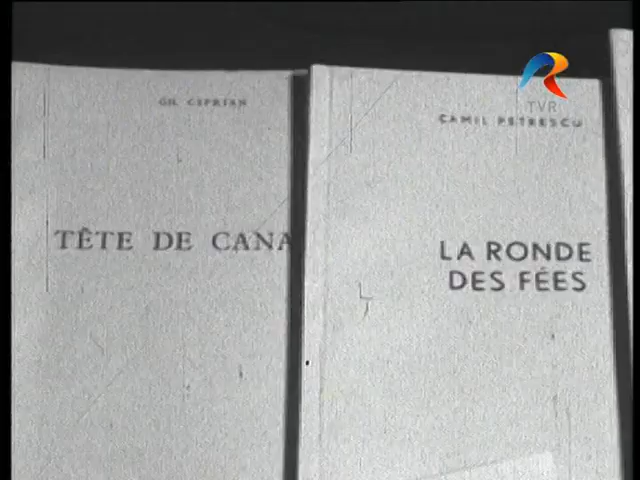 GH. CIPRIAN
TÊTE DE CANA
TVR
CAMIL PETRESCU
LA RONDE
DES FÉES